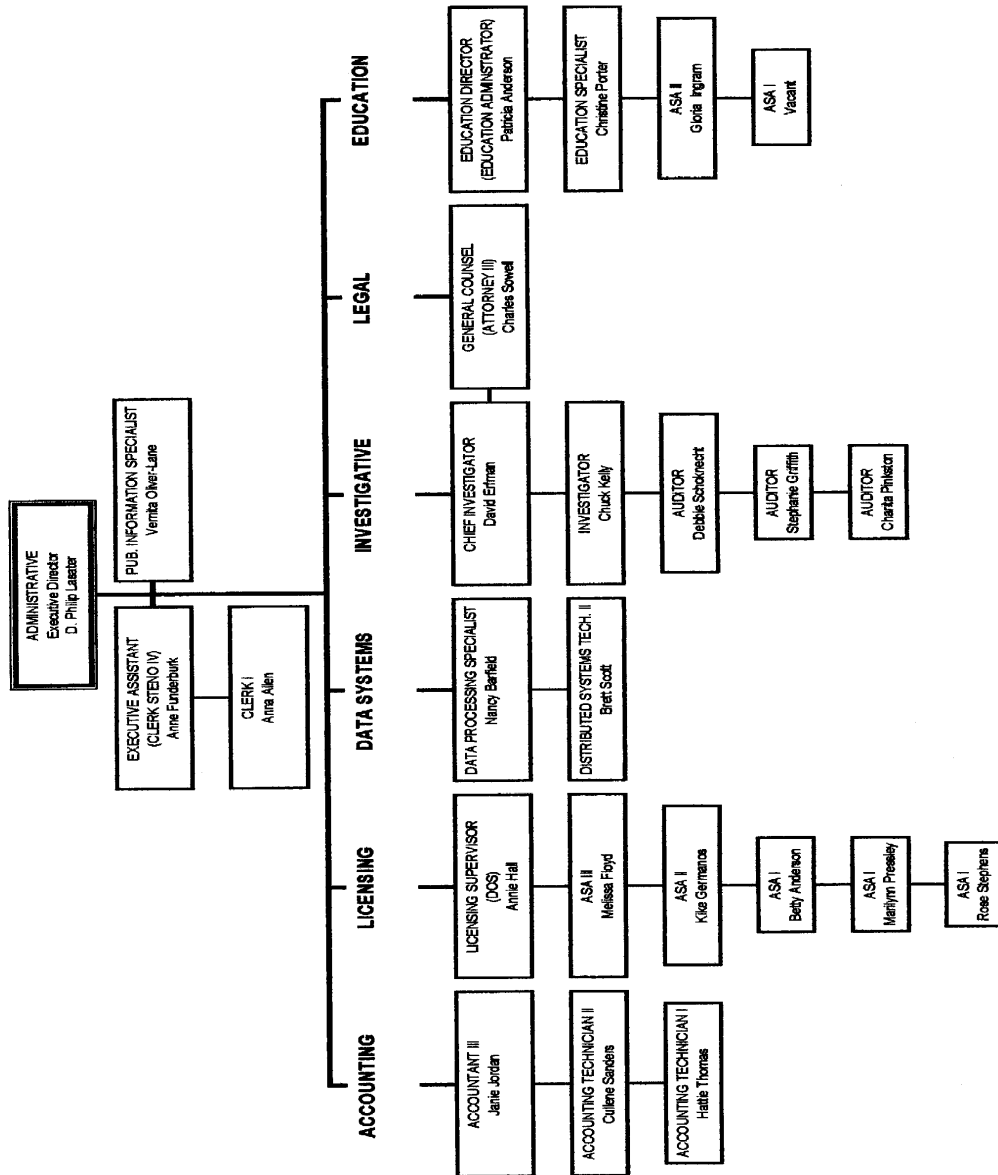 ADMINISTRATIVE
Executive Director
D. Philip Lasater
EXECUTIVE ASSISTANT
(CLERK STENO IV)
Anne Funderburk
PUB. INFORMATION SPECIALIST
Vernita Oliver-Lane
CLERK I
Anna Allen
ACCOUNTING
LICENSING
DATA SYSTEMS
INVESTIGATIVE
LEGAL
EDUCATION
ACCOUNTANT III
Janie Jordan
ACCOUNTING TECHNICIAN II
Cullene Sanders
ACCOUNTING TECHNICIAN I
Hattie Thomas
LICENSING SUPERVISOR
(DOS)
Annie Hall
ASA III
Melissa Floyd
ASA II
Kike Germanos
ASA I
Betty Anderson
ASA I
Marilynn Pressley
ASA I
Rose Stephens
DATA PROCESSING SPECIALIST
Nancy Barfield
DISTRIBUTED SYSTEMS TECH. II
Brett Scott
CHIEF INVESTIGATOR
David Erfman
INVESTIGATOR
Chuck Kelly
AUDITOR
Debbie Schoknecht
AUDITOR
Stephanie Griffith
AUDITOR
Charita Pinkston
GENERAL COUNSEL
(ATTORNEY III)
Charles Sowell
EDUCATION DIRECTOR
(EDUCATION ADMINISTRATOR)
Patricia Anderson
EDUCATION SPECIALIST
Christine Porter
ASA II
Gloria Ingram
ASA I
Vacant